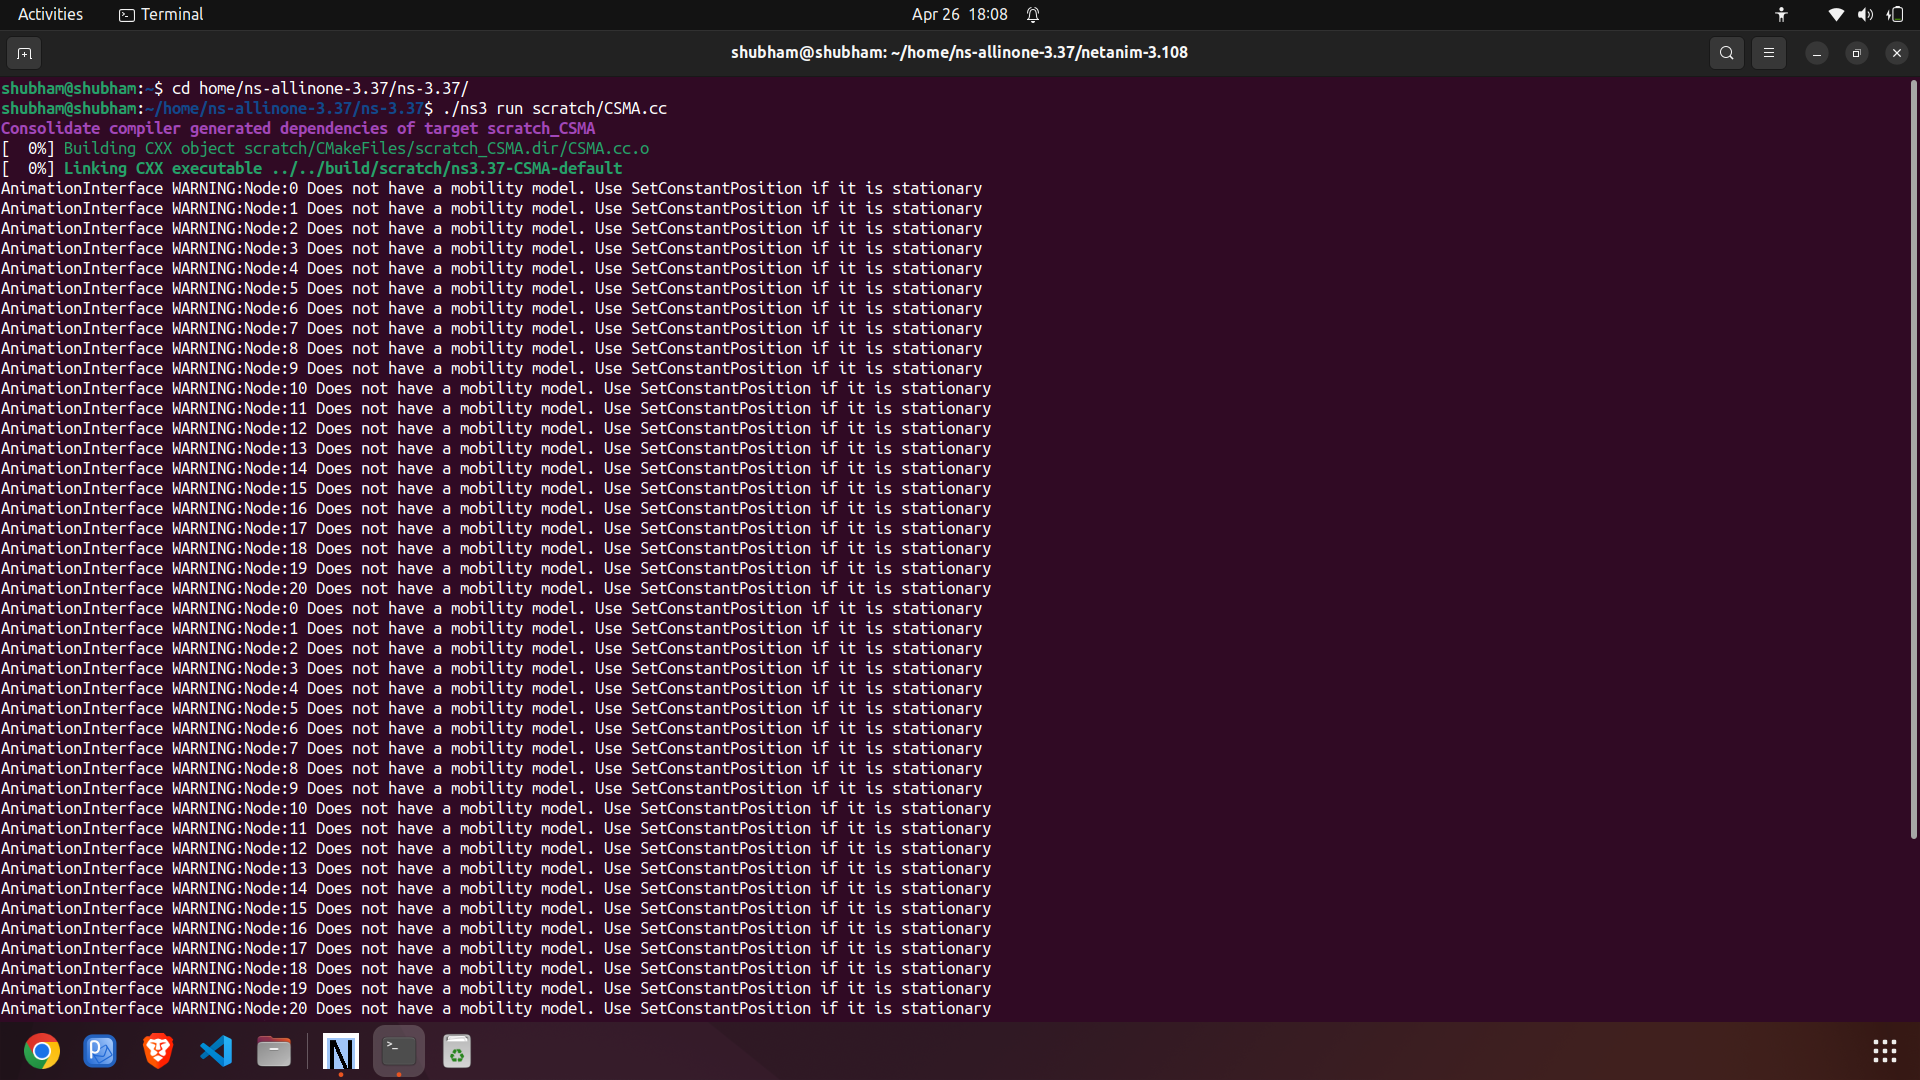 Activities
Terminal
Apr 26 18:08
shubham@shubham: ~/home/ns-allinone-3.37/netanim-3.108
shubham@shubham:~$ cd home/ns-allinone-3.37/ns-3.37/
shubham@shubham:~/home/ns-allinone-3.37/ns-3.37$ ./ns3 run scratch/CSMA.cc
Consolidate compiler generated dependencies of target scratch_CSMA
[  0%] Building CXX object scratch/CMakeFiles/scratch_CSMA.dir/CSMA.cc.o
[  0%] Linking CXX executable ../../build/scratch/ns3.37-CSMA-default
AnimationInterface WARNING:Node:0 Does not have a mobility model. Use SetConstantPosition if it is stationary
AnimationInterface WARNING:Node:1 Does not have a mobility model. Use SetConstantPosition if it is stationary
AnimationInterface WARNING:Node:2 Does not have a mobility model. Use SetConstantPosition if it is stationary
AnimationInterface WARNING:Node:3 Does not have a mobility model. Use SetConstantPosition if it is stationary
AnimationInterface WARNING:Node:4 Does not have a mobility model. Use SetConstantPosition if it is stationary
AnimationInterface WARNING:Node:5 Does not have a mobility model. Use SetConstantPosition if it is stationary
AnimationInterface WARNING:Node:6 Does not have a mobility model. Use SetConstantPosition if it is stationary
AnimationInterface WARNING:Node:7 Does not have a mobility model. Use SetConstantPosition if it is stationary
AnimationInterface WARNING:Node:8 Does not have a mobility model. Use SetConstantPosition if it is stationary
AnimationInterface WARNING:Node:9 Does not have a mobility model. Use SetConstantPosition if it is stationary
AnimationInterface WARNING:Node:10 Does not have a mobility model. Use SetConstantPosition if it is stationary
AnimationInterface WARNING:Node:11 Does not have a mobility model. Use SetConstantPosition if it is stationary
AnimationInterface WARNING:Node:12 Does not have a mobility model. Use SetConstantPosition if it is stationary
AnimationInterface WARNING:Node:13 Does not have a mobility model. Use SetConstantPosition if it is stationary
AnimationInterface WARNING:Node:14 Does not have a mobility model. Use SetConstantPosition if it is stationary
AnimationInterface WARNING:Node:15 Does not have a mobility model. Use SetConstantPosition if it is stationary
AnimationInterface WARNING:Node:16 Does not have a mobility model. Use SetConstantPosition if it is stationary
AnimationInterface WARNING:Node:17 Does not have a mobility model. Use SetConstantPosition if it is stationary
AnimationInterface WARNING:Node:18 Does not have a mobility model. Use SetConstantPosition if it is stationary
AnimationInterface WARNING:Node:19 Does not have a mobility model. Use SetConstantPosition if it is stationary
AnimationInterface WARNING:Node:20 Does not have a mobility model. Use SetConstantPosition if it is stationary
AnimationInterface WARNING:Node:0 Does not have a mobility model. Use SetConstantPosition if it is stationary
AnimationInterface WARNING:Node:1 Does not have a mobility model. Use SetConstantPosition if it is stationary
AnimationInterface WARNING:Node:2 Does not have a mobility model. Use SetConstantPosition if it is stationary
AnimationInterface WARNING:Node:3 Does not have a mobility model. Use SetConstantPosition if it is stationary
AnimationInterface WARNING:Node:4 Does not have a mobility model. Use SetConstantPosition if it is stationary
AnimationInterface WARNING:Node:5 Does not have a mobility model. Use SetConstantPosition if it is stationary
AnimationInterface WARNING:Node:6 Does not have a mobility model. Use SetConstantPosition if it is stationary
AnimationInterface WARNING:Node:7 Does not have a mobility model. Use SetConstantPosition if it is stationary
AnimationInterface WARNING:Node:8 Does not have a mobility model. Use SetConstantPosition if it is stationary
AnimationInterface WARNING:Node:9 Does not have a mobility model. Use SetConstantPosition if it is stationary
AnimationInterface WARNING:Node:10 Does not have a mobility model. Use SetConstantPosition if it is stationary
AnimationInterface WARNING:Node:11 Does not have a mobility model. Use SetConstantPosition if it is stationary
AnimationInterface WARNING:Node:12 Does not have a mobility model. Use SetConstantPosition if it is stationary
AnimationInterface WARNING:Node:13 Does not have a mobility model. Use SetConstantPosition if it is stationary
AnimationInterface WARNING:Node:14 Does not have a mobility model. Use SetConstantPosition if it is stationary
AnimationInterface WARNING:Node:15 Does not have a mobility model. Use SetConstantPosition if it is stationary
AnimationInterface WARNING:Node:16 Does not have a mobility model. Use SetConstantPosition if it is stationary
AnimationInterface WARNING:Node:17 Does not have a mobility model. Use SetConstantPosition if it is stationary
AnimationInterface WARNING:Node:18 Does not have a mobility model. Use SetConstantPosition if it is stationary
AnimationInterface WARNING:Node:19 Does not have a mobility model. Use SetConstantPosition if it is stationary
AnimationInterface WARNING:Node:20 Does not have a mobility model. Use SetConstantPosition if it is stationary